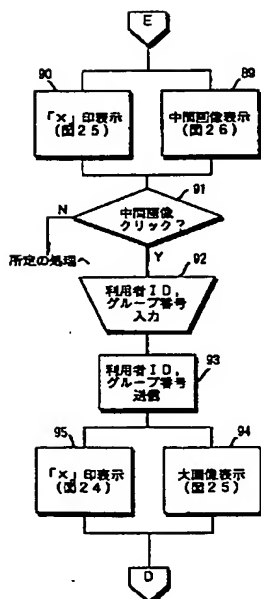 E
90
89
「×」印表示
(図25)
中間画像表示
(図26)
91
N
中間画像
クリック?
所定の処理へ
Y
92
利用者ID,
グループ番号
入力
利用者ID,
グループ番号
送信
93
95
94
「×」印表示
(図24)
大画像表示
(図25)
D